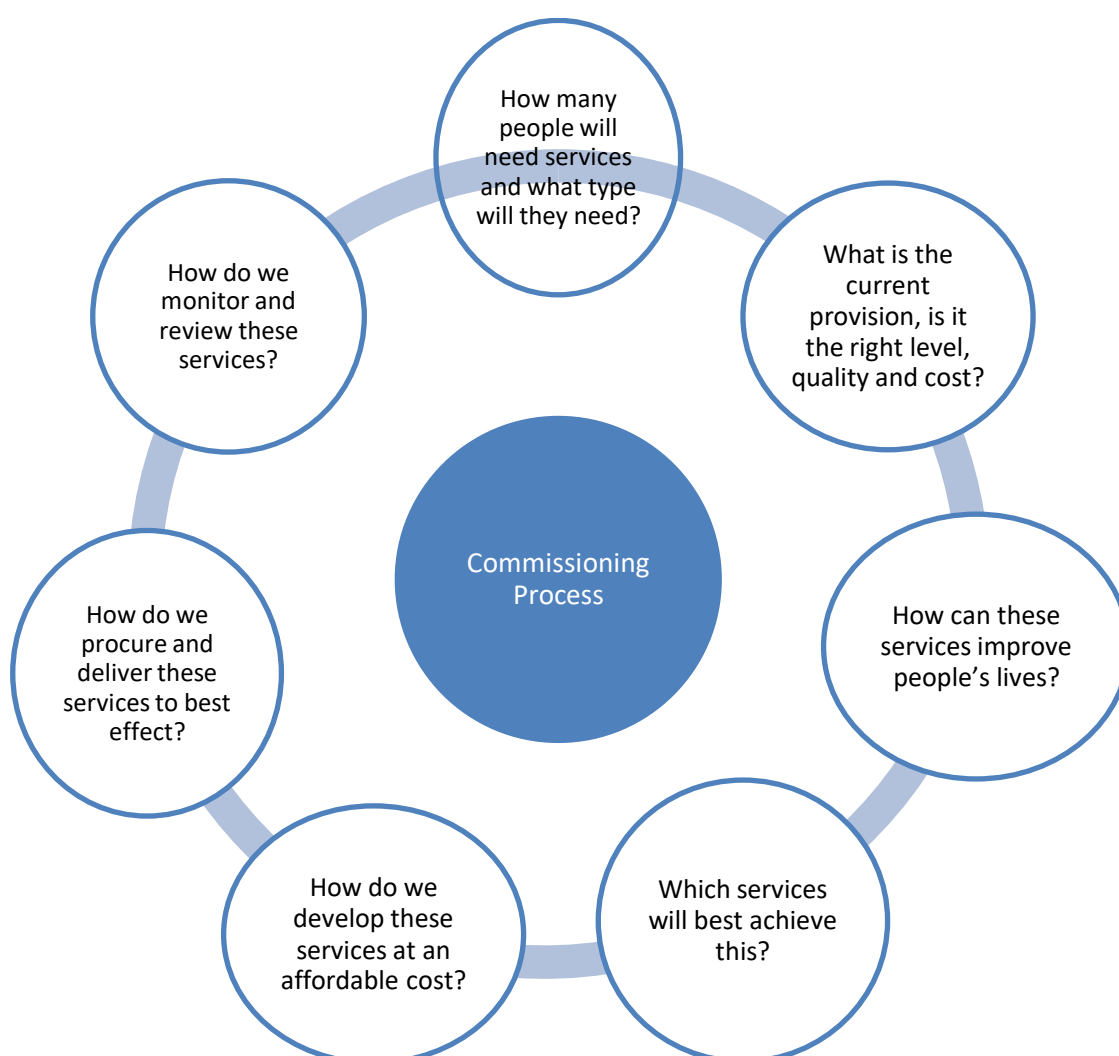 How many
people will
need services
and what type
will they need?
What is the
current
provision, is it
the right level,
quality and cost?
How can these
services improve
people’s lives?
Which services
will best achieve
this?
How do we
develop these
services at an
affordable cost?
How do we
procure and
deliver these
services to best
effect?
How do we
monitor and
review these
services?
Commissioning
Process